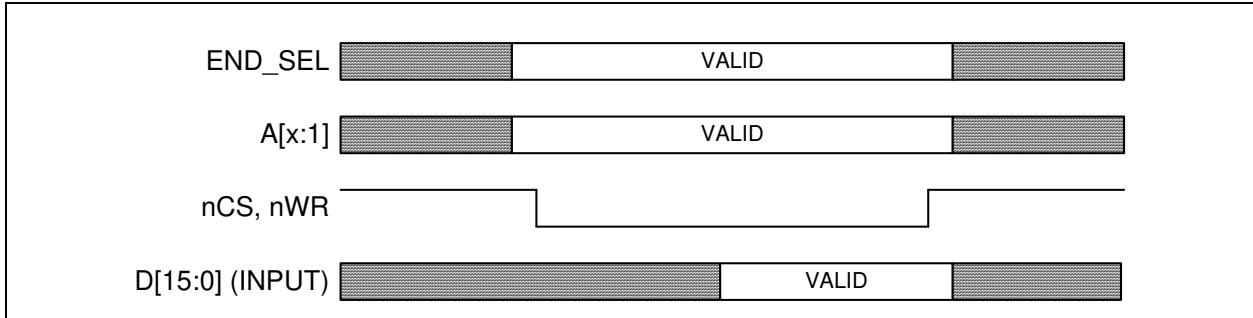 END_SEL VALID
A[x:1] VALID
nCS, nWR
D[15:0] (INPUT) VALID